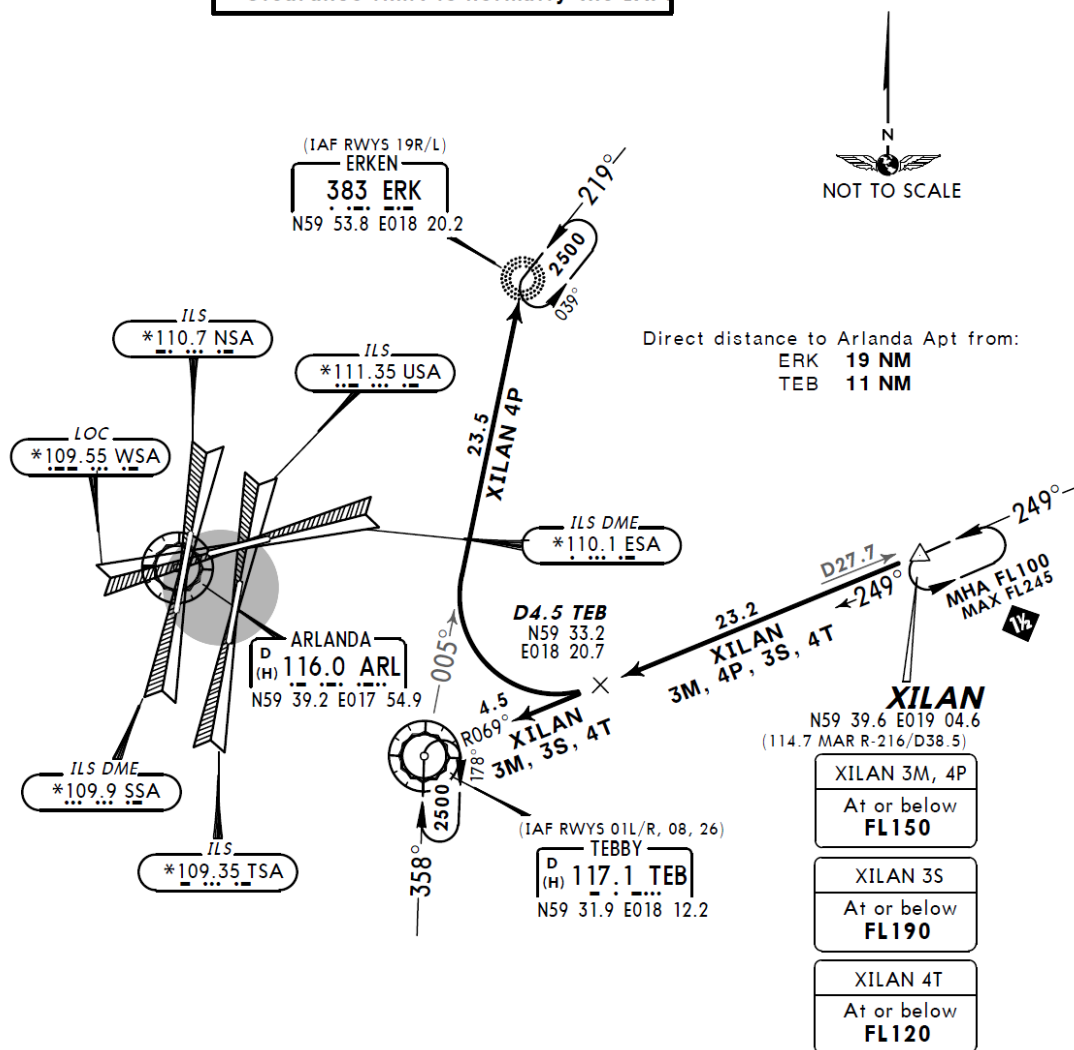 N
NOT TO SCALE
(IAF RWYS 19R/L)
ERKEN
383 ERK
N59 53.8 E018 20.2
219°
2500
039°
ILS
*110.7 NSA
ILS
*111.35 USA
Direct distance to Arlanda Apt from:
ERK 19 NM
TEB 11 NM
23.5
XILAN 4P
LOC
*109.55 WSA
ILS DME
*110.1 ESA
249°
D27.7
249°
MHA FL100
MAX FL245
1½
23.2
XILAN
3M, 4P, 3S, 4T
D4.5 TEB
N59 33.2
E018 20.7
005°
ARLANDA
D
(H) 116.0 ARL
N59 39.2 E017 54.9
XILAN
N59 39.6 E019 04.6
(114.7 MAR R-216/D38.5)
4.5
R069°
XILAN
3M, 3S, 4T
178°
2500
358°
ILS DME
*109.9 SSA
(IAF RWYS 01L/R, 08, 26)
TEBBY
D
(H) 117.1 TEB
N59 31.9 E018 12.2
ILS
*109.35 TSA
XILAN 3M, 4P
At or below
FL150
XILAN 3S
At or below
FL190
XILAN 4T
At or below
FL120